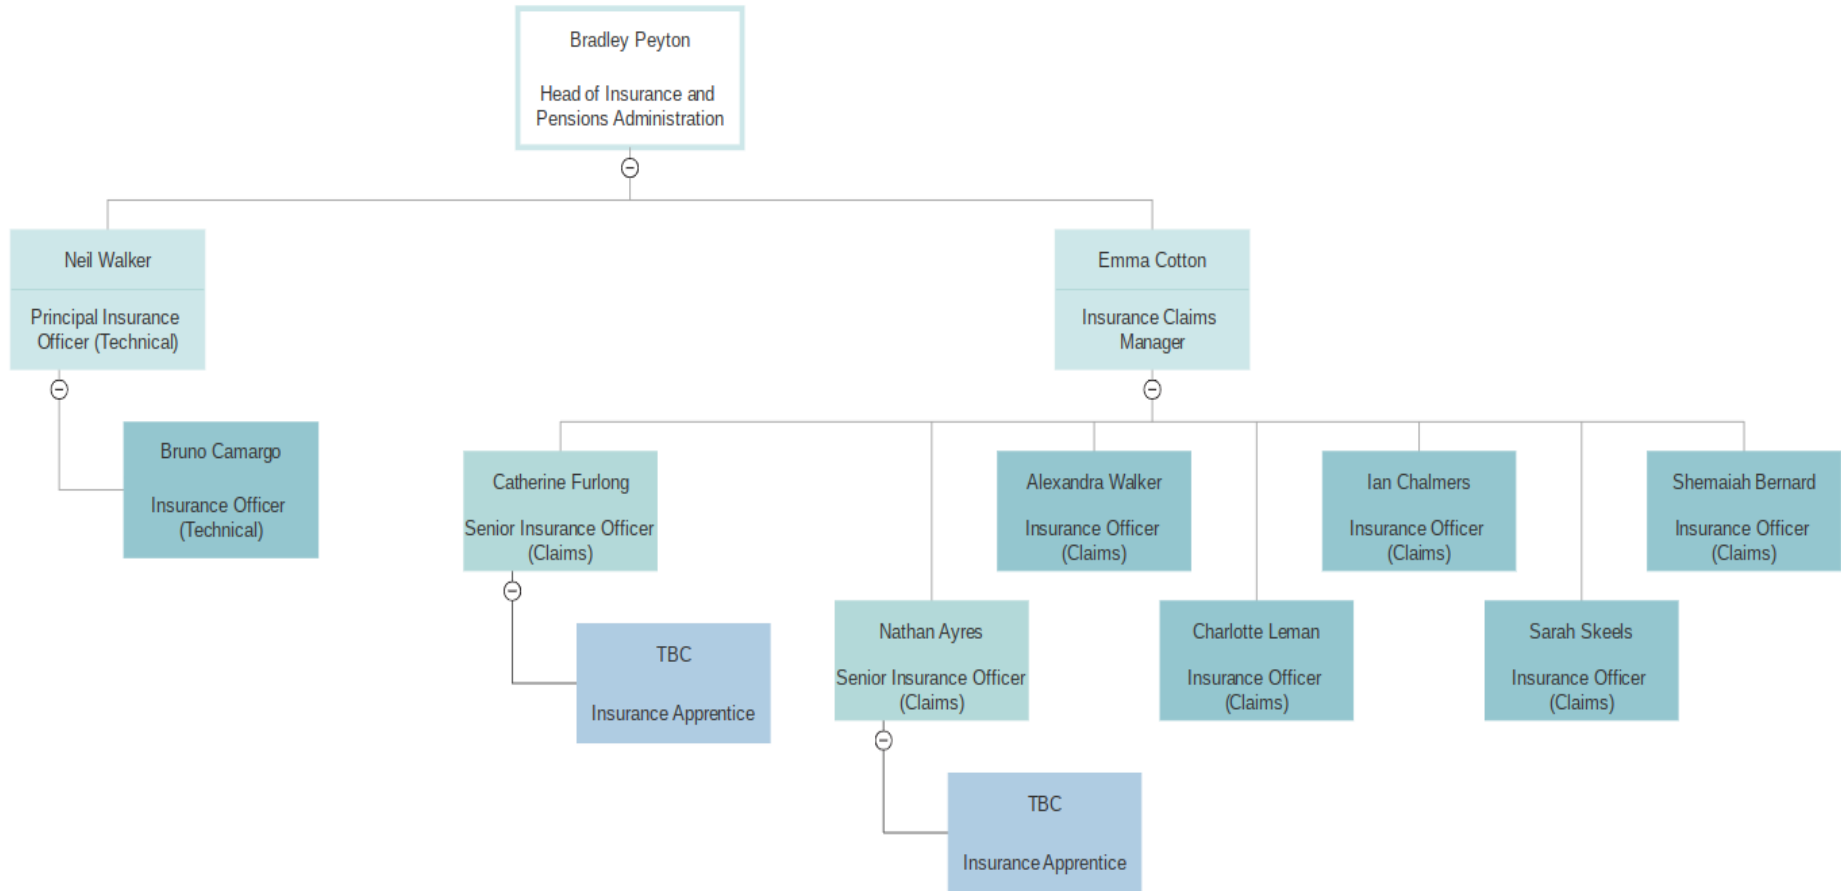 Bradley Peyton
Head of Insurance and
Pensions Administration
Neil Walker
Principal Insurance
Officer (Technical)
Emma Cotton
Insurance Claims
Manager
Bruno Camargo
Insurance Officer
(Technical)
Catherine Furlong
Senior Insurance Officer
(Claims)
Alexandra Walker
Insurance Officer
(Claims)
Ian Chalmers
Insurance Officer
(Claims)
Shemaiah Bernard
Insurance Officer
(Claims)
TBC
Insurance Apprentice
Nathan Ayres
Senior Insurance Officer
(Claims)
Charlotte Leman
Insurance Officer
(Claims)
Sarah Skeels
Insurance Officer
(Claims)
TBC
Insurance Apprentice